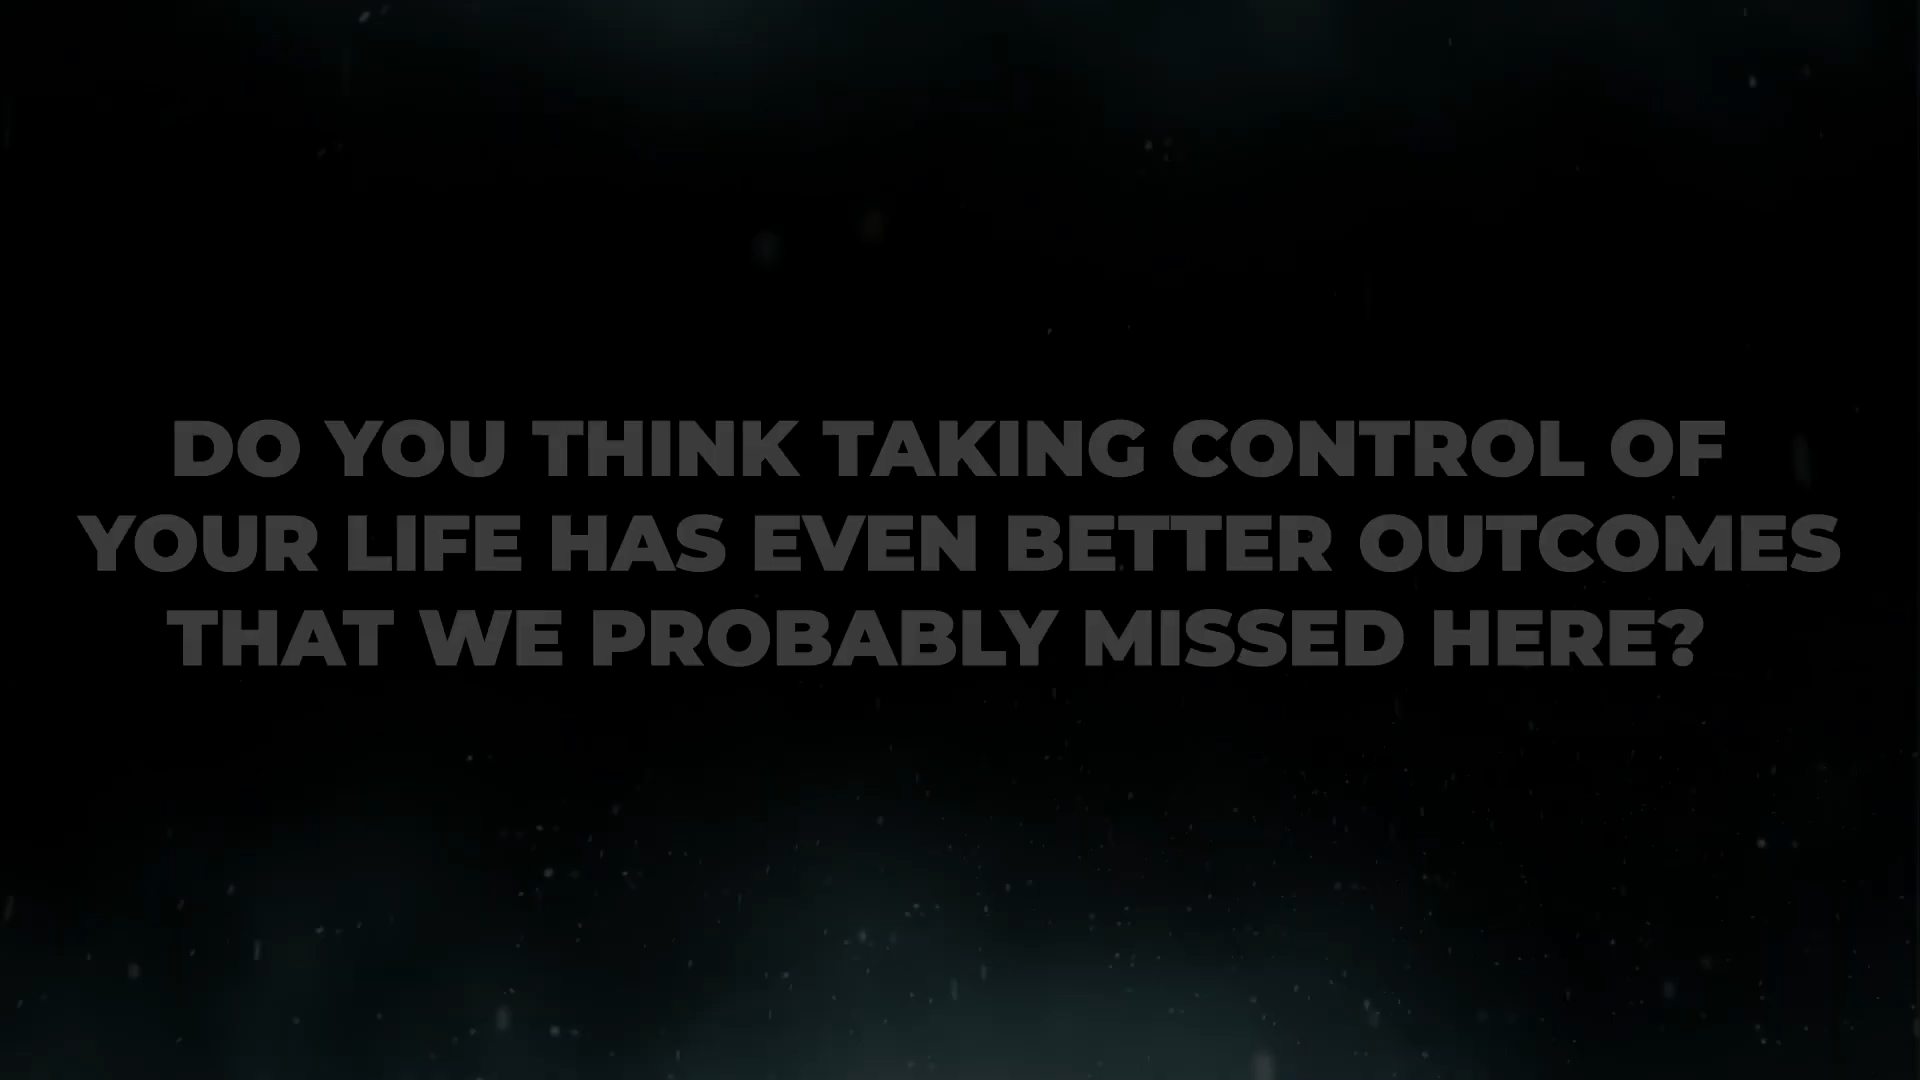 DO YOU THINK TAKING CONTROL OF
YOUR LIFE HAS EVEN BETTER OUTCOMES
THAT WE PROBABLY MISSED HERE?